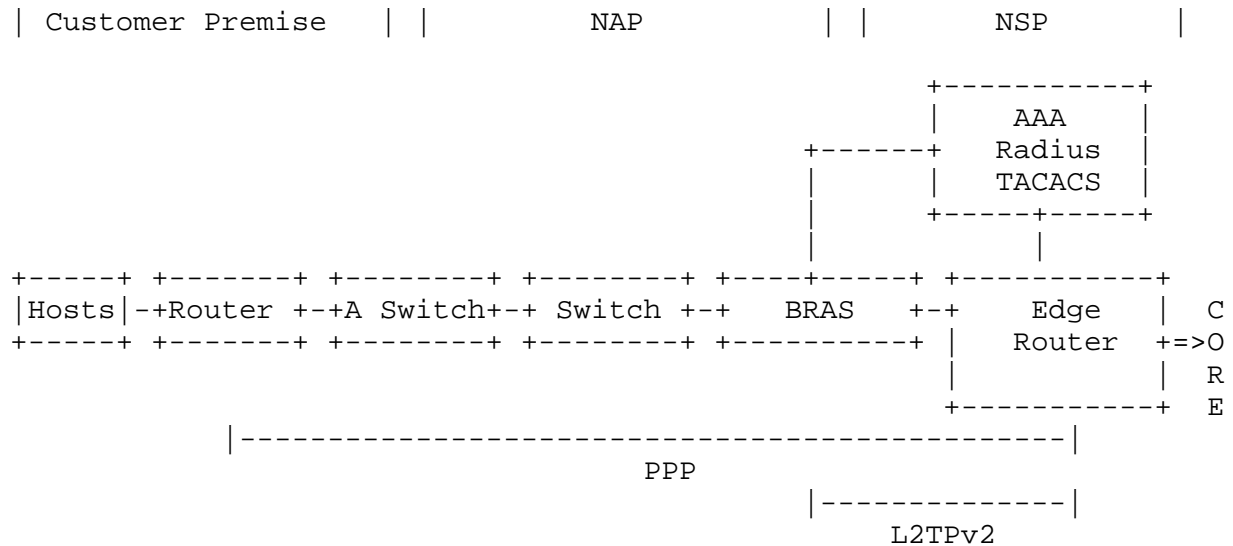 | Customer Premise | | NAP | | NSP |
+-----------+
| AAA |
+------+ Radius |
| | TACACS |
| +-----+-----+
| |
+-----+ +-------+ +--------+ +--------+ +----+-----+ +-----------+
|Hosts|-+Router +-+A Switch+-+ Switch +-+ BRAS +-+ Edge | C
+-----+ +-------+ +--------+ +--------+ +----------+ | Router +=>O
| | R
+-----------+ E
|-----------------------------------------------|
PPP
|--------------|
L2TPv2